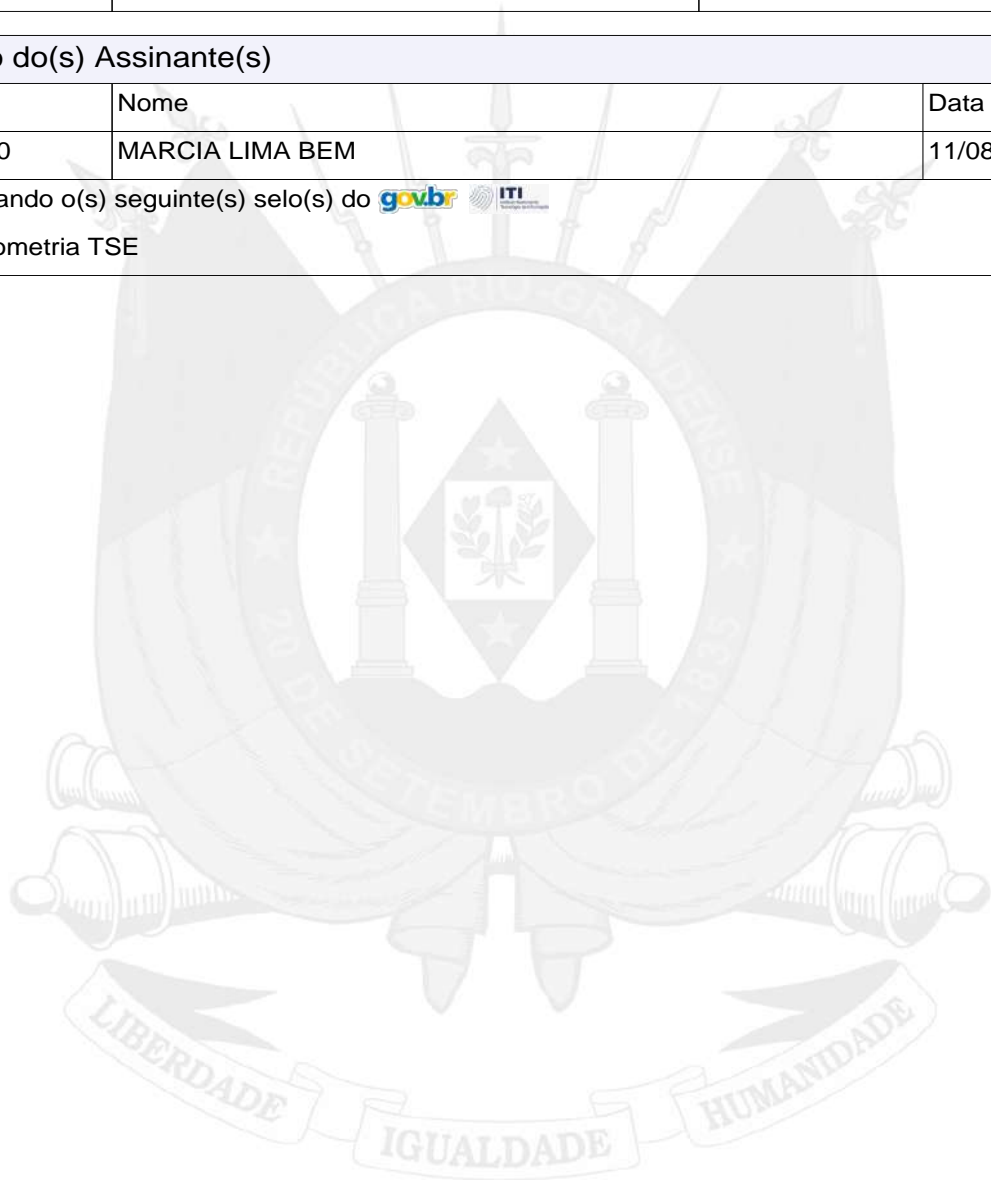 do(s) Assinante(s)
Nome Data
0 MARCIA LIMA BEM 11/08
ando o(s) seguinte(s) selo(s) do gov.br ITI
ometria TSE
REPÚBLICA RIO-GRANDENSE
20 DE SETEMBRO DE 1835
LIBERDADE IGUALDADE HUMANIDADE